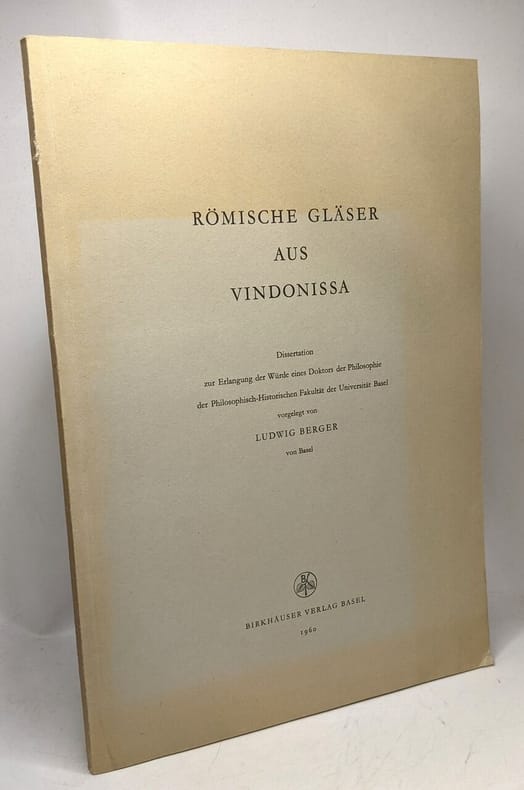 RÖMISCHE GLÄSER
AUS
VINDONISSA
Dissertation
zur Erlangung der Würde eines Doktors der Philosophie
der Philosophisch-Historischen Fakultät der Universität Basel
vorgelegt von
LUDWIG BERGER
von Basel
BIRKHÄUSER VERLAG BASEL
1960